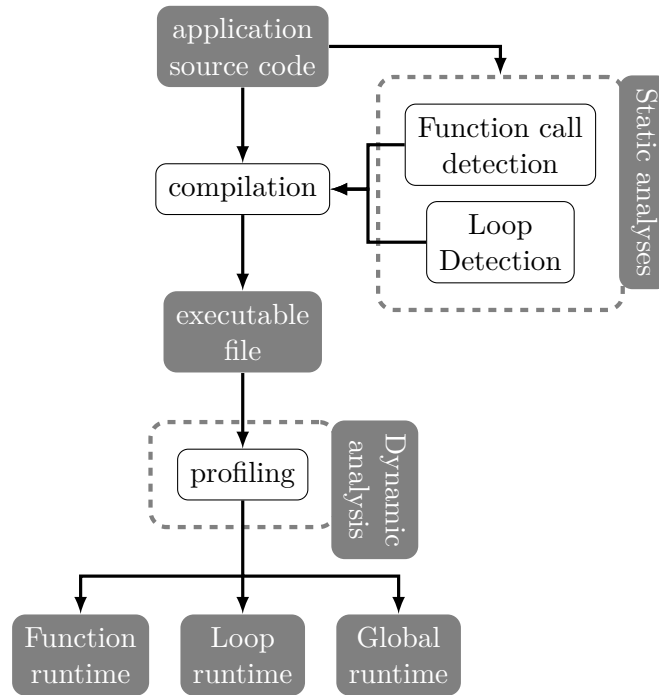 application
source code
Function call
detection
Static analyses
compilation
Loop
Detection
executable
file
Dynamic
analysis
profiling
Function
runtime
Loop
runtime
Global
runtime